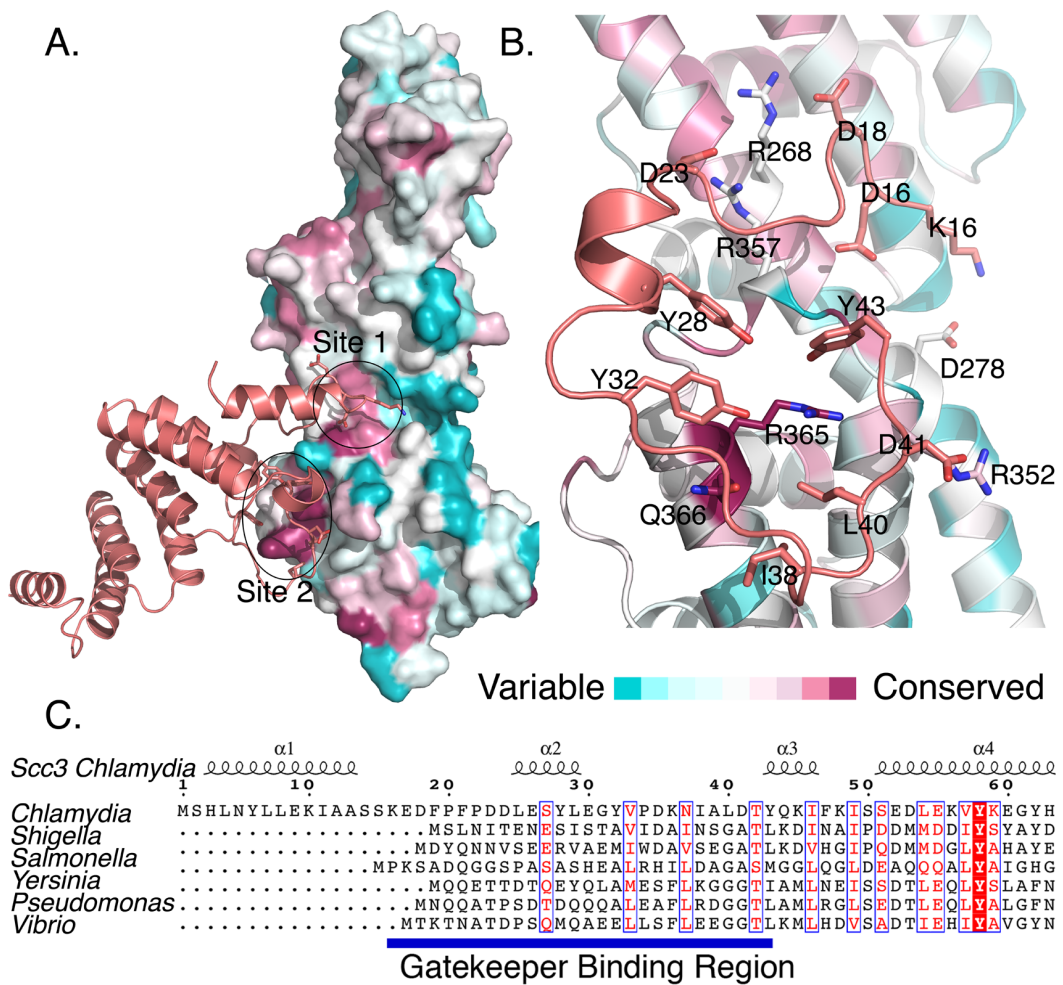 A.
B.
Site 1
Site 2
D18
R268
D23
D16
K16
R357
Y43
Y28
D278
Y32
R365
D41
R352
Q366
L40
I38
Variable Conserved
C.
α1 α2 α3 α4
Scc3 Chlamydia
1 10 20 30 40 50 60
Chlamydia MSHLNYLLEKIAASSKEDFPFPDDLESYLEGYVPDKNIALDTYQKIFKISSEDLEKVYKEGYH
Shigella ..................MSLNITENESISTAVIDAINSGATLKDINAIPDDMMDDIYSYAYD
Salmonella .................MDYQNNVSEERVAEMIWDAVSEGATLKDVHGIPQDMMDGLYAHAYE
Yersinia ..............MPKSADQGGSPASASHEALRHILDAGASMGGLQGLDEAQQALYAIGHG
Pseudomonas ..................MQQETTDTQEYQLAMESFLKGGGTIAMLNEISSDTLEQLYSLAFN
Vibrio .................MNQQATPSDTDQQQALEAFLRDGGTLAMLRGLSEDTLEQLYALGFN
................MTKTNATDPSQMQAEELLSFLEEGGTLKMLHDVSADTIEHIYAVGYN
Gatekeeper Binding Region